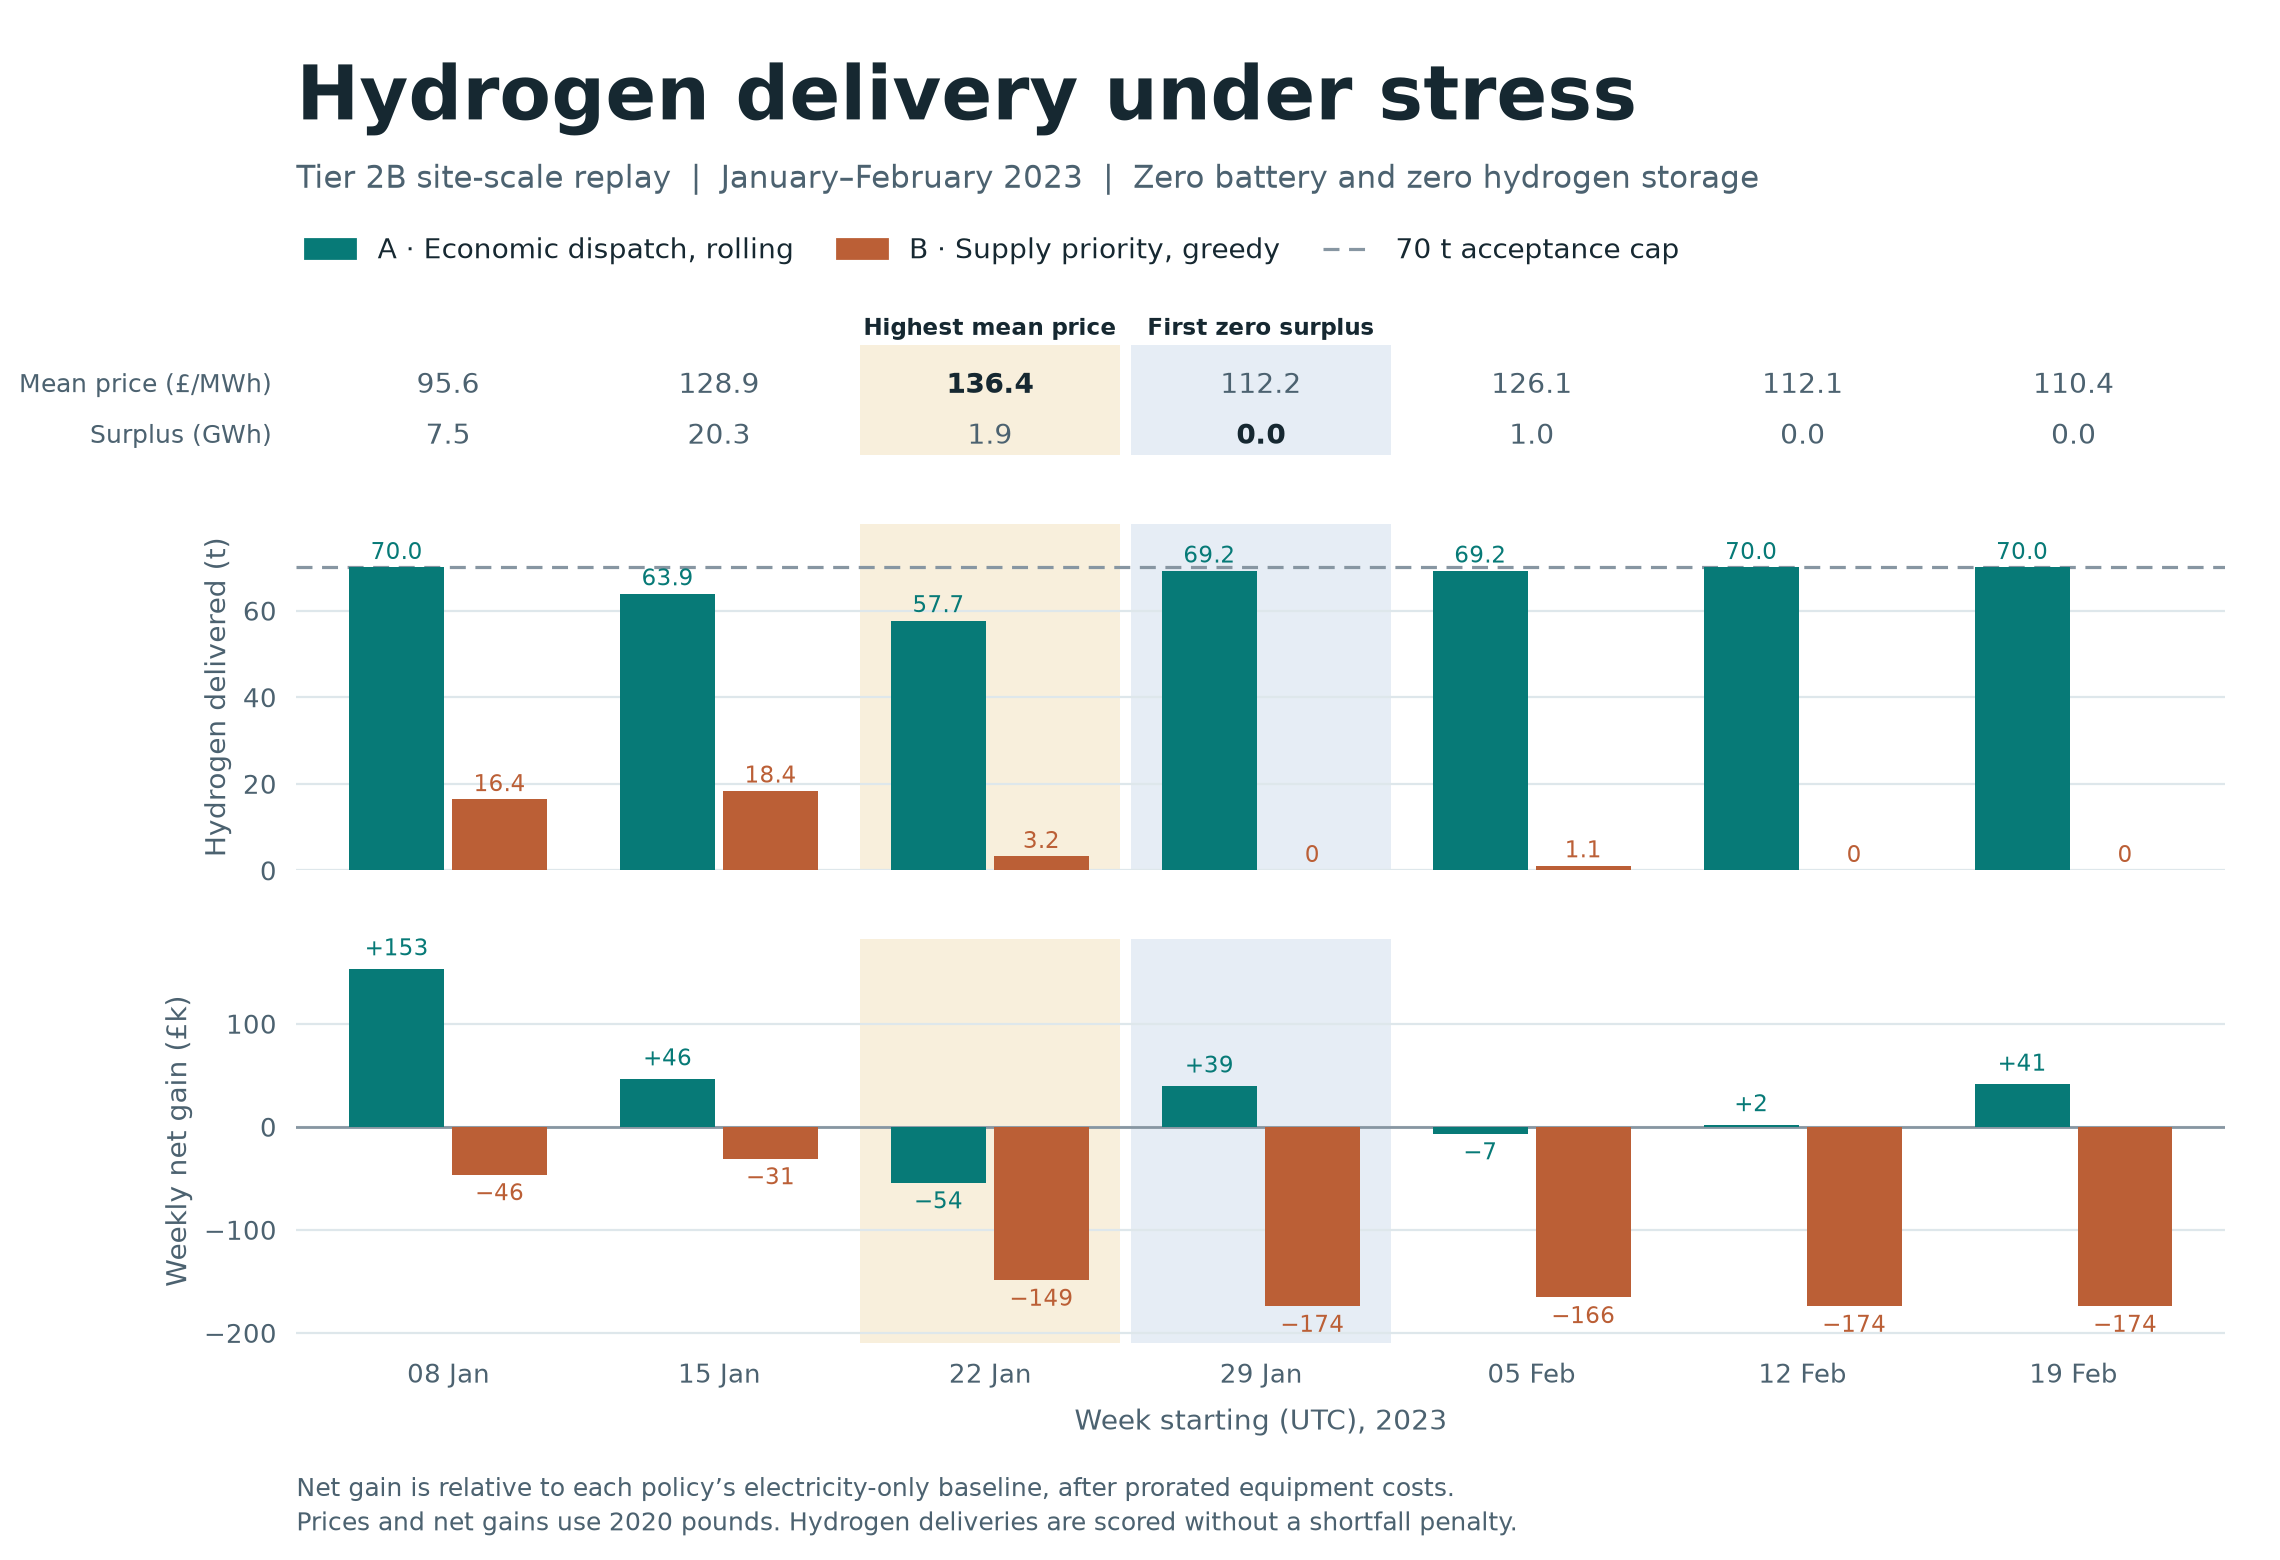 Hydrogen delivery under stress
Tier 2B site-scale replay | January–February 2023 | Zero battery and zero hydrogen storage
A · Economic dispatch, rolling B · Supply priority, greedy 70 t acceptance cap
Highest mean price First zero surplus
Mean price (£/MWh) 95.6 128.9 136.4 112.2 126.1 112.1 110.4
Surplus (GWh) 7.5 20.3 1.9 0.0 1.0 0.0 0.0
Hydrogen delivered (t)
60
40
20
0
70.0 63.9 57.7 69.2 69.2 70.0 70.0
16.4 18.4 3.2 0 1.1 0 0
Weekly net gain (£k)
100
0
−100
−200
+153 +46 −54 +39 −7 +2 +41
−46 −31 −149 −174 −166 −174 −174
08 Jan 15 Jan 22 Jan 29 Jan 05 Feb 12 Feb 19 Feb
Week starting (UTC), 2023
Net gain is relative to each policy’s electricity-only baseline, after prorated equipment costs.
Prices and net gains use 2020 pounds. Hydrogen deliveries are scored without a shortfall penalty.